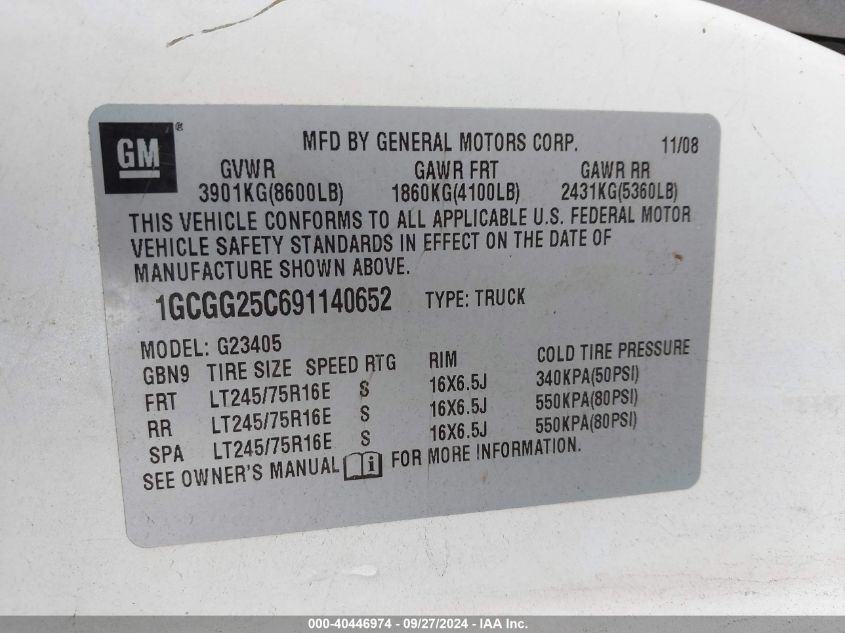 GM® MFD BY GENERAL MOTORS CORP. 11/08
GVWR GAWR FRT GAWR RR
3901KG(8600LB) 1860KG(4100LB) 2431KG(5360LB)
THIS VEHICLE CONFORMS TO ALL APPLICABLE U.S. FEDERAL MOTOR
VEHICLE SAFETY STANDARDS IN EFFECT ON THE DATE OF
MANUFACTURE SHOWN ABOVE.
1GCGG25C691140652 TYPE: TRUCK
MODEL: G23405
GBN9 TIRE SIZE SPEED RTG RIM COLD TIRE PRESSURE
FRT LT245/75R16E S 16X6.5J 340KPA(50PSI)
RR LT245/75R16E S 16X6.5J 550KPA(80PSI)
SPA LT245/75R16E S 16X6.5J 550KPA(80PSI)
SEE OWNER'S MANUAL i FOR MORE INFORMATION.
000-40446974 - 09/27/2024 - IAA Inc.